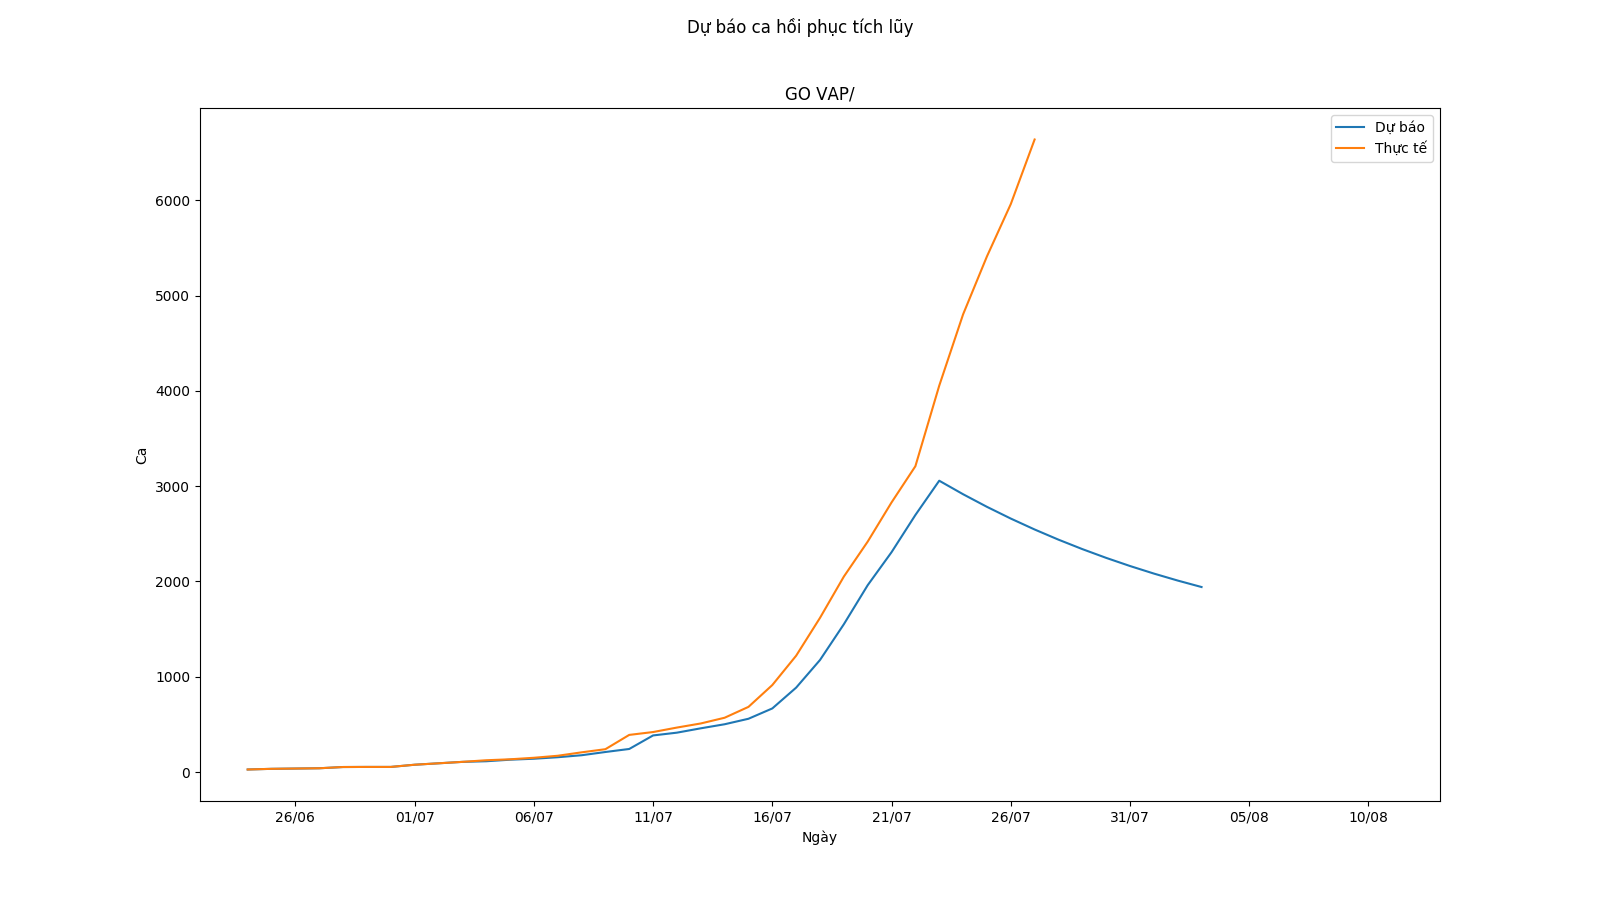 Dự báo ca hồi phục tích lũy
GO VAP/
Dự báo
Thực tế
6000
5000
4000
3000
2000
1000
0
Ca
26/06 01/07 06/07 11/07 16/07 21/07 26/07 31/07 05/08 10/08
Ngày